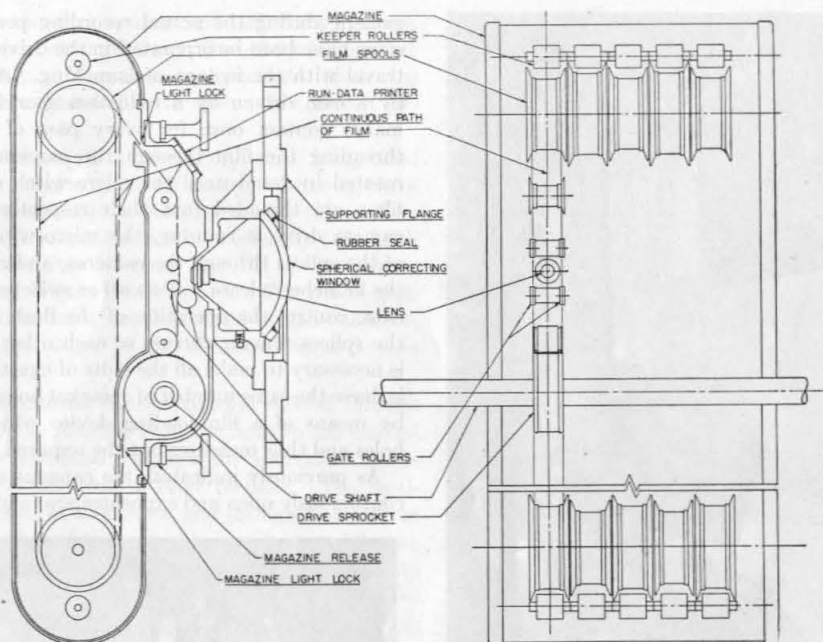 MAGAZINE
KEEPER ROLLERS
FILM SPOOLS
MAGAZINE
LIGHT LOCK
RUN-DATA PRINTER
CONTINUOUS PATH
OF FILM
SUPPORTING FLANGE
RUBBER SEAL
SPHERICAL CORRECTING
WINDOW
LENS
GATE ROLLERS
DRIVE SHAFT
DRIVE SPROCKET
MAGAZINE RELEASE
MAGAZINE LIGHT LOCK